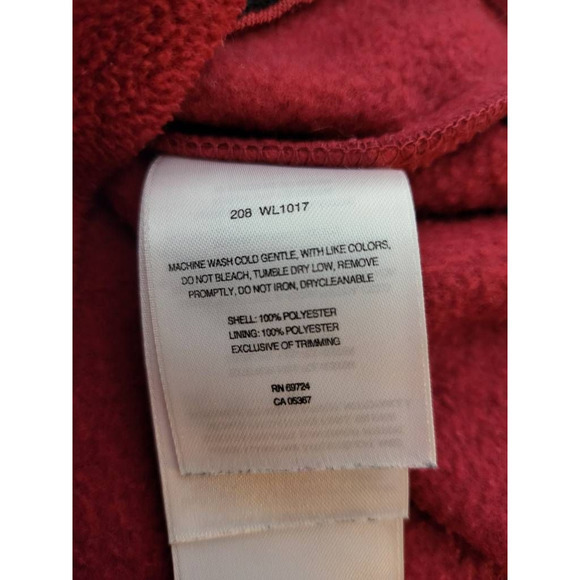 208 WL1017
MACHINE WASH COLD GENTLE, WITH LIKE COLORS,
DO NOT BLEACH, TUMBLE DRY LOW, REMOVE
PROMPTLY, DO NOT IRON, DRYCLEANABLE
SHELL: 100% POLYESTER
LINING: 100% POLYESTER
EXCLUSIVE OF TRIMMING
RN 69724
CA 05367